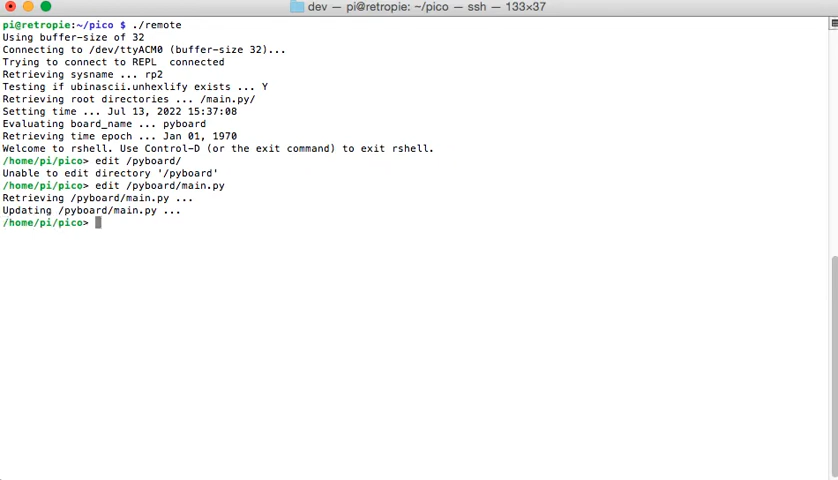 dev — pi@retropie: ~/pico — ssh — 133×37
pi@retropie:~/pico $ ./remote
Using buffer-size of 32
Connecting to /dev/ttyACM0 (buffer-size 32)...
Trying to connect to REPL  connected
Retrieving sysname ... rp2
Testing if ubinascii.unhexlify exists ... Y
Retrieving root directories ... /main.py/
Setting time ... Jul 13, 2022 15:37:08
Evaluating board_name ... pyboard
Retrieving time epoch ... Jan 01, 1970
Welcome to rshell. Use Control-D (or the exit command) to exit rshell.
/home/pi/pico> edit /pyboard/
Unable to edit directory '/pyboard'
/home/pi/pico> edit /pyboard/main.py
Retrieving /pyboard/main.py ...
Updating /pyboard/main.py ...
/home/pi/pico>